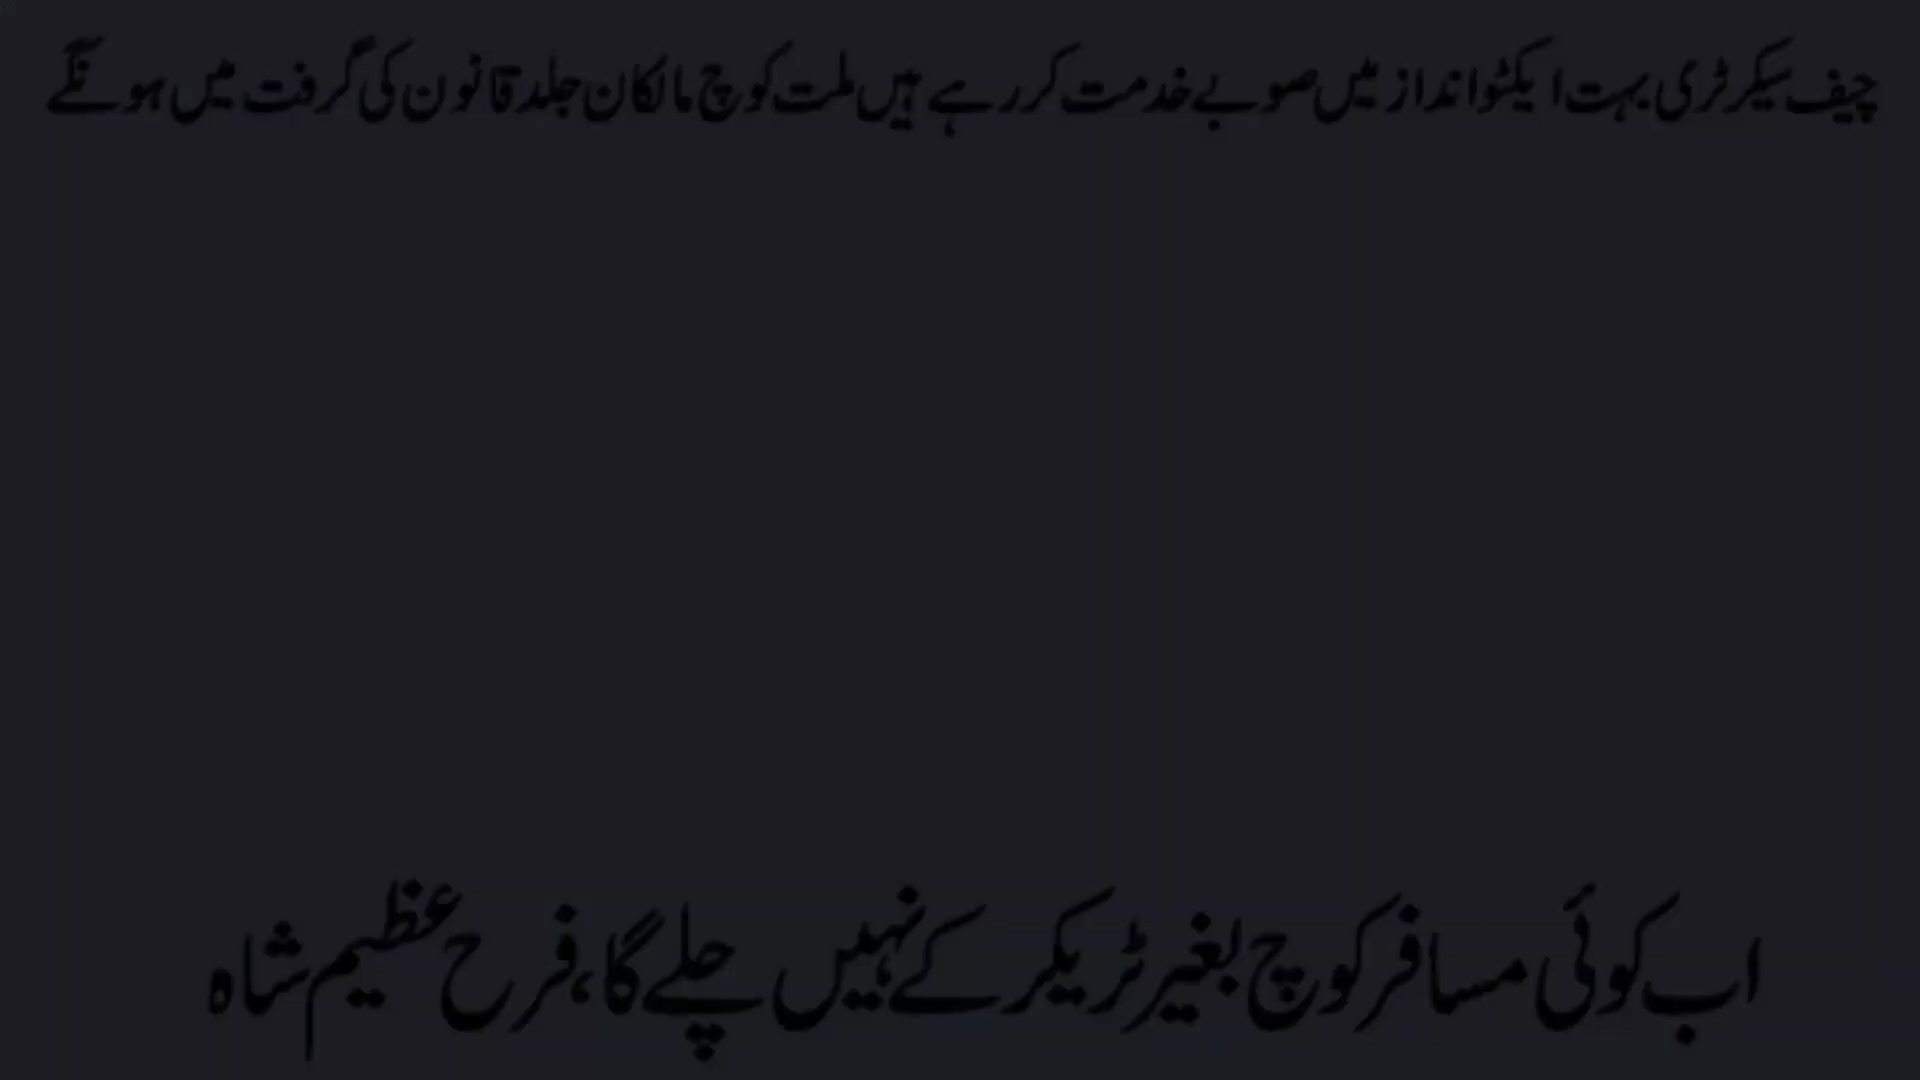 چیف سیکرٹری بہت ایکٹو انداز میں صوبے خدمت کر رہے ہیں ملت کوچ مالکان جلد قانون کی گرفت میں ہونگے
اب کوئی مسافر کوچ بغیر ٹریکر کے نہیں چلے گا، فرح عظیم شاہ